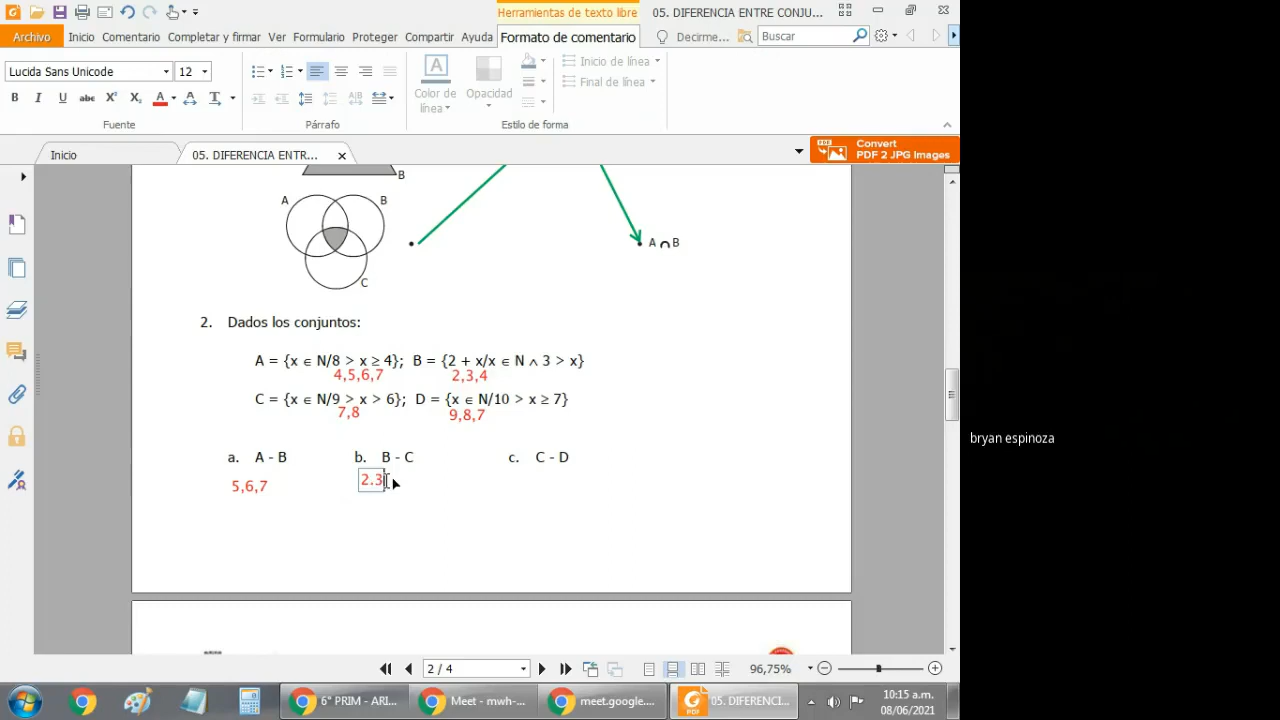 Herramientas de texto libre
05. DIFERENCIA ENTRE CONJU...
Archivo Inicio Comentario Completar y firmar Ver Formulario Proteger Compartir Ayuda Formato de comentario Decirme... Buscar
Lucida Sans Unicode 12
Color de línea Opacidad
Inicio de línea
Final de línea
Fuente Párrafo Estilo de forma
Inicio 05. DIFERENCIA ENTR...
Convert
PDF 2 JPG Images
B
A B
A ∩ B
C
2. Dados los conjuntos:
A = {x ∈ N/8 > x ≥ 4}; B = {2 + x/x ∈ N ∧ 3 > x}
4,5,6,7 2,3,4
C = {x ∈ N/9 > x > 6}; D = {x ∈ N/10 > x ≥ 7}
7,8 9,8,7
bryan espinoza
a. A - B b. B - C c. C - D
5,6,7 2.3
2 / 4 96,75%
6° PRIM - ARI... Meet - mwh-... meet.google.... 05. DIFERENCI...
10:15 a.m.
08/06/2021